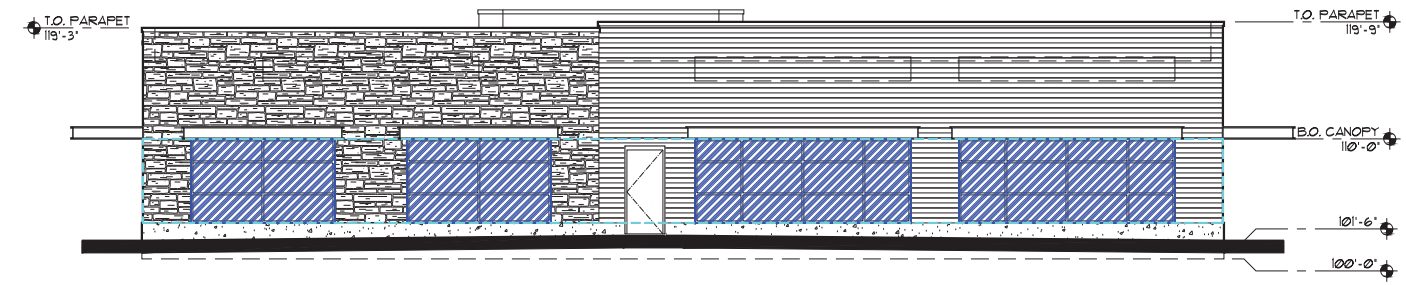 T.O. PARAPET
119'-3"
T.O. PARAPET
119'-9"
B.O. CANOPY
110'-0"
101'-6"
100'-0"